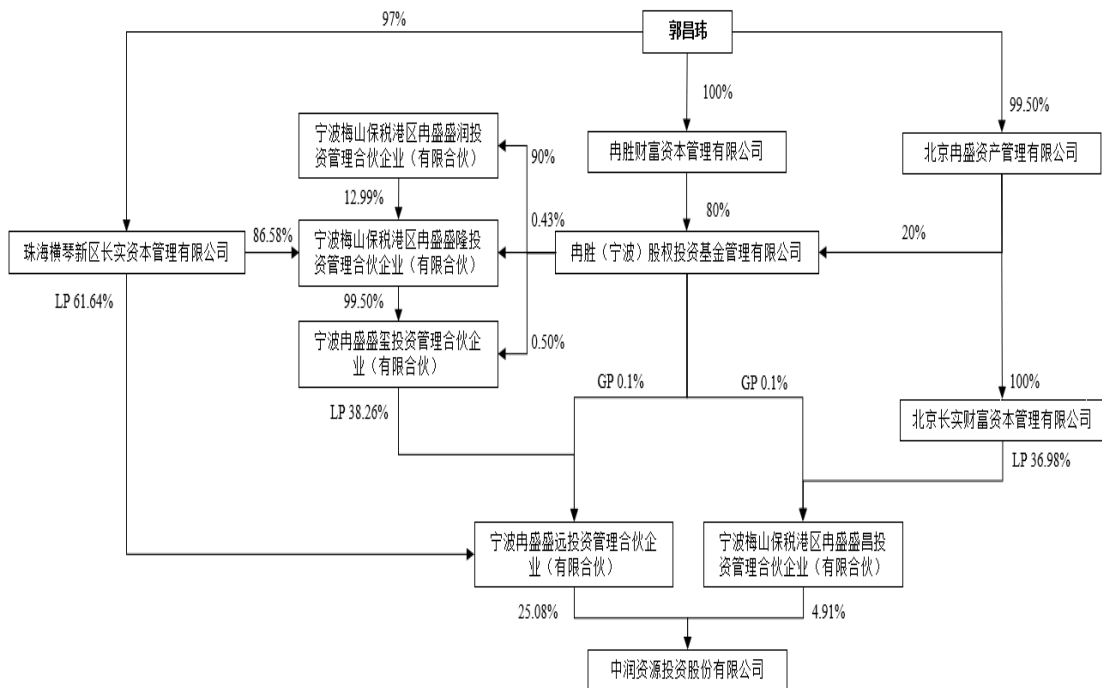 97%
郭昌玮
100%
99.50%
宁波梅山保税港区冉盛盛润投
资管理合伙企业（有限合伙）
90%
冉胜财富资本管理有限公司
北京冉盛资产管理有限公司
12.99%
80%
珠海横琴新区长实资本管理有限公司
86.58%
宁波梅山保税港区冉盛盛隆投
资管理合伙企业（有限合伙）
0.43%
冉胜（宁波）股权投资基金管理有限公司
20%
LP 61.64%
99.50%
宁波冉盛盛玺投资管理合伙企
业（有限合伙）
0.50%
GP 0.1%
GP 0.1%
100%
LP 38.26%
北京长实财富资本管理有限公司
LP 36.98%
宁波冉盛盛远投资管理合伙企
业（有限合伙）
宁波梅山保税港区冉盛盛昌投
资管理合伙企业（有限合伙）
25.08%
4.91%
中润资源投资股份有限公司